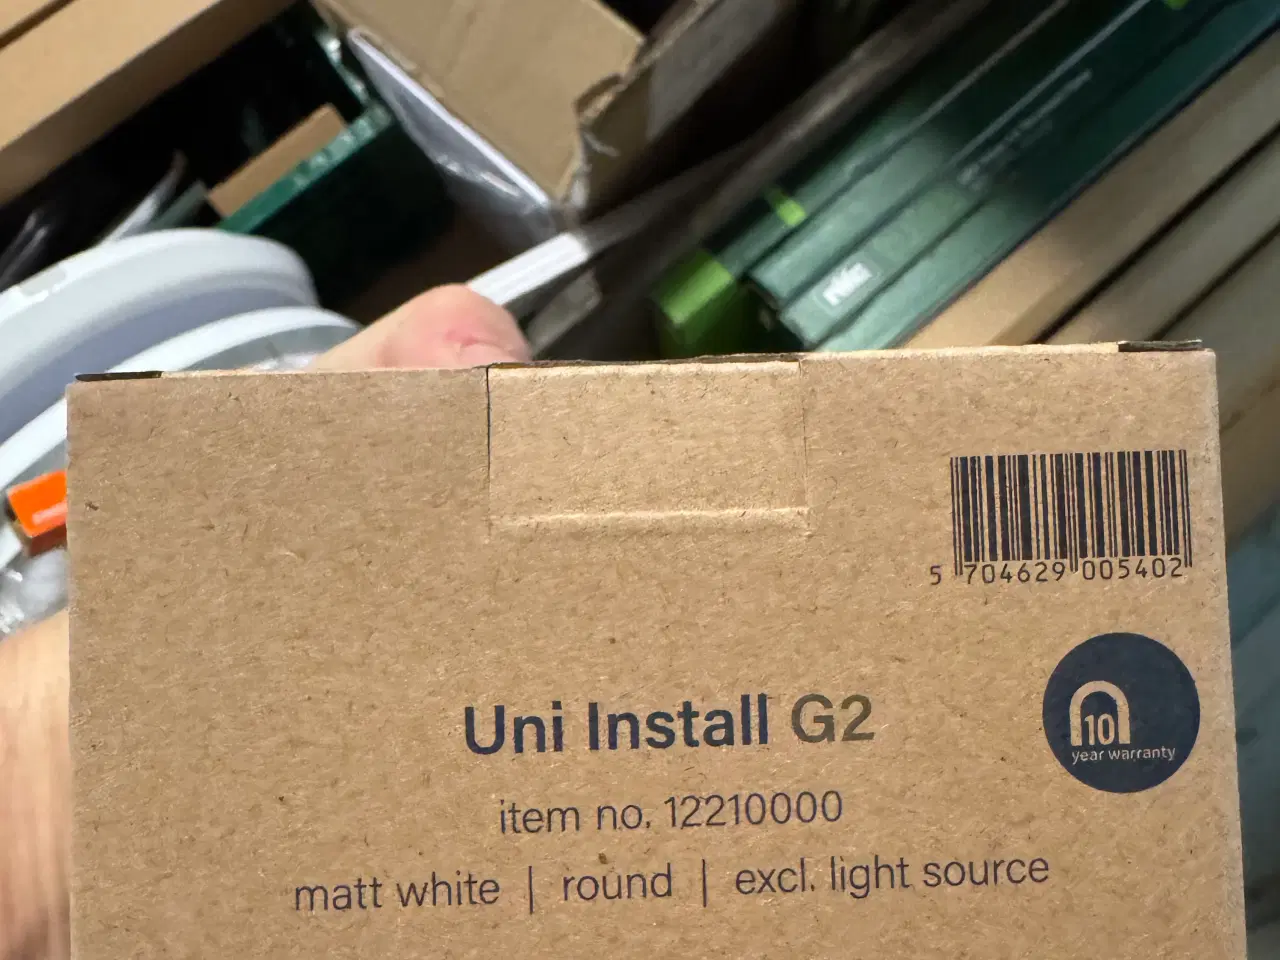 5 704629 005402
Uni Install G2
10
year warranty
item no. 12210000
matt white | round | excl. light source